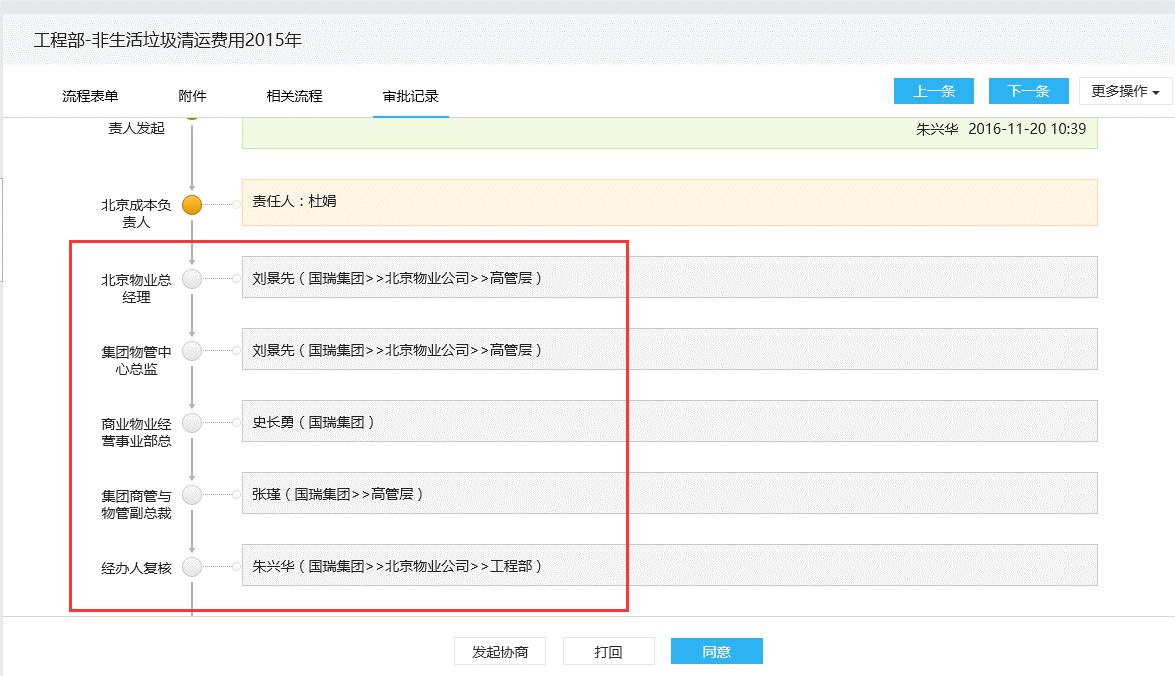 工程部-非生活垃圾清运费用2015年
流程表单
附件
相关流程
审批记录
上一条
下一条
更多操作
责人发起
朱兴华 2016-11-20 10:39
北京成本负
责人
责任人：杜娟
北京物业总
经理
刘景先（国瑞集团>>北京物业公司>>高管层）
集团物管中
心总监
刘景先（国瑞集团>>北京物业公司>>高管层）
商业物业经
营事业部总
史长勇（国瑞集团）
集团商管与
物管副总裁
张瑾（国瑞集团>>高管层）
经办人复核
朱兴华（国瑞集团>>北京物业公司>>工程部）
发起协商
打回
同意